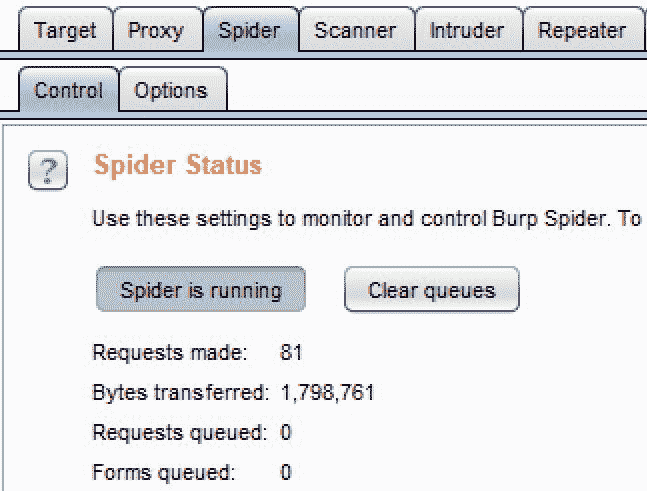 Target Proxy Spider Scanner Intruder Repeater
Control Options
? Spider Status
Use these settings to monitor and control Burp Spider. To
Spider is running Clear queues
Requests made: 81
Bytes transferred: 1,798,761
Requests queued: 0
Forms queued: 0